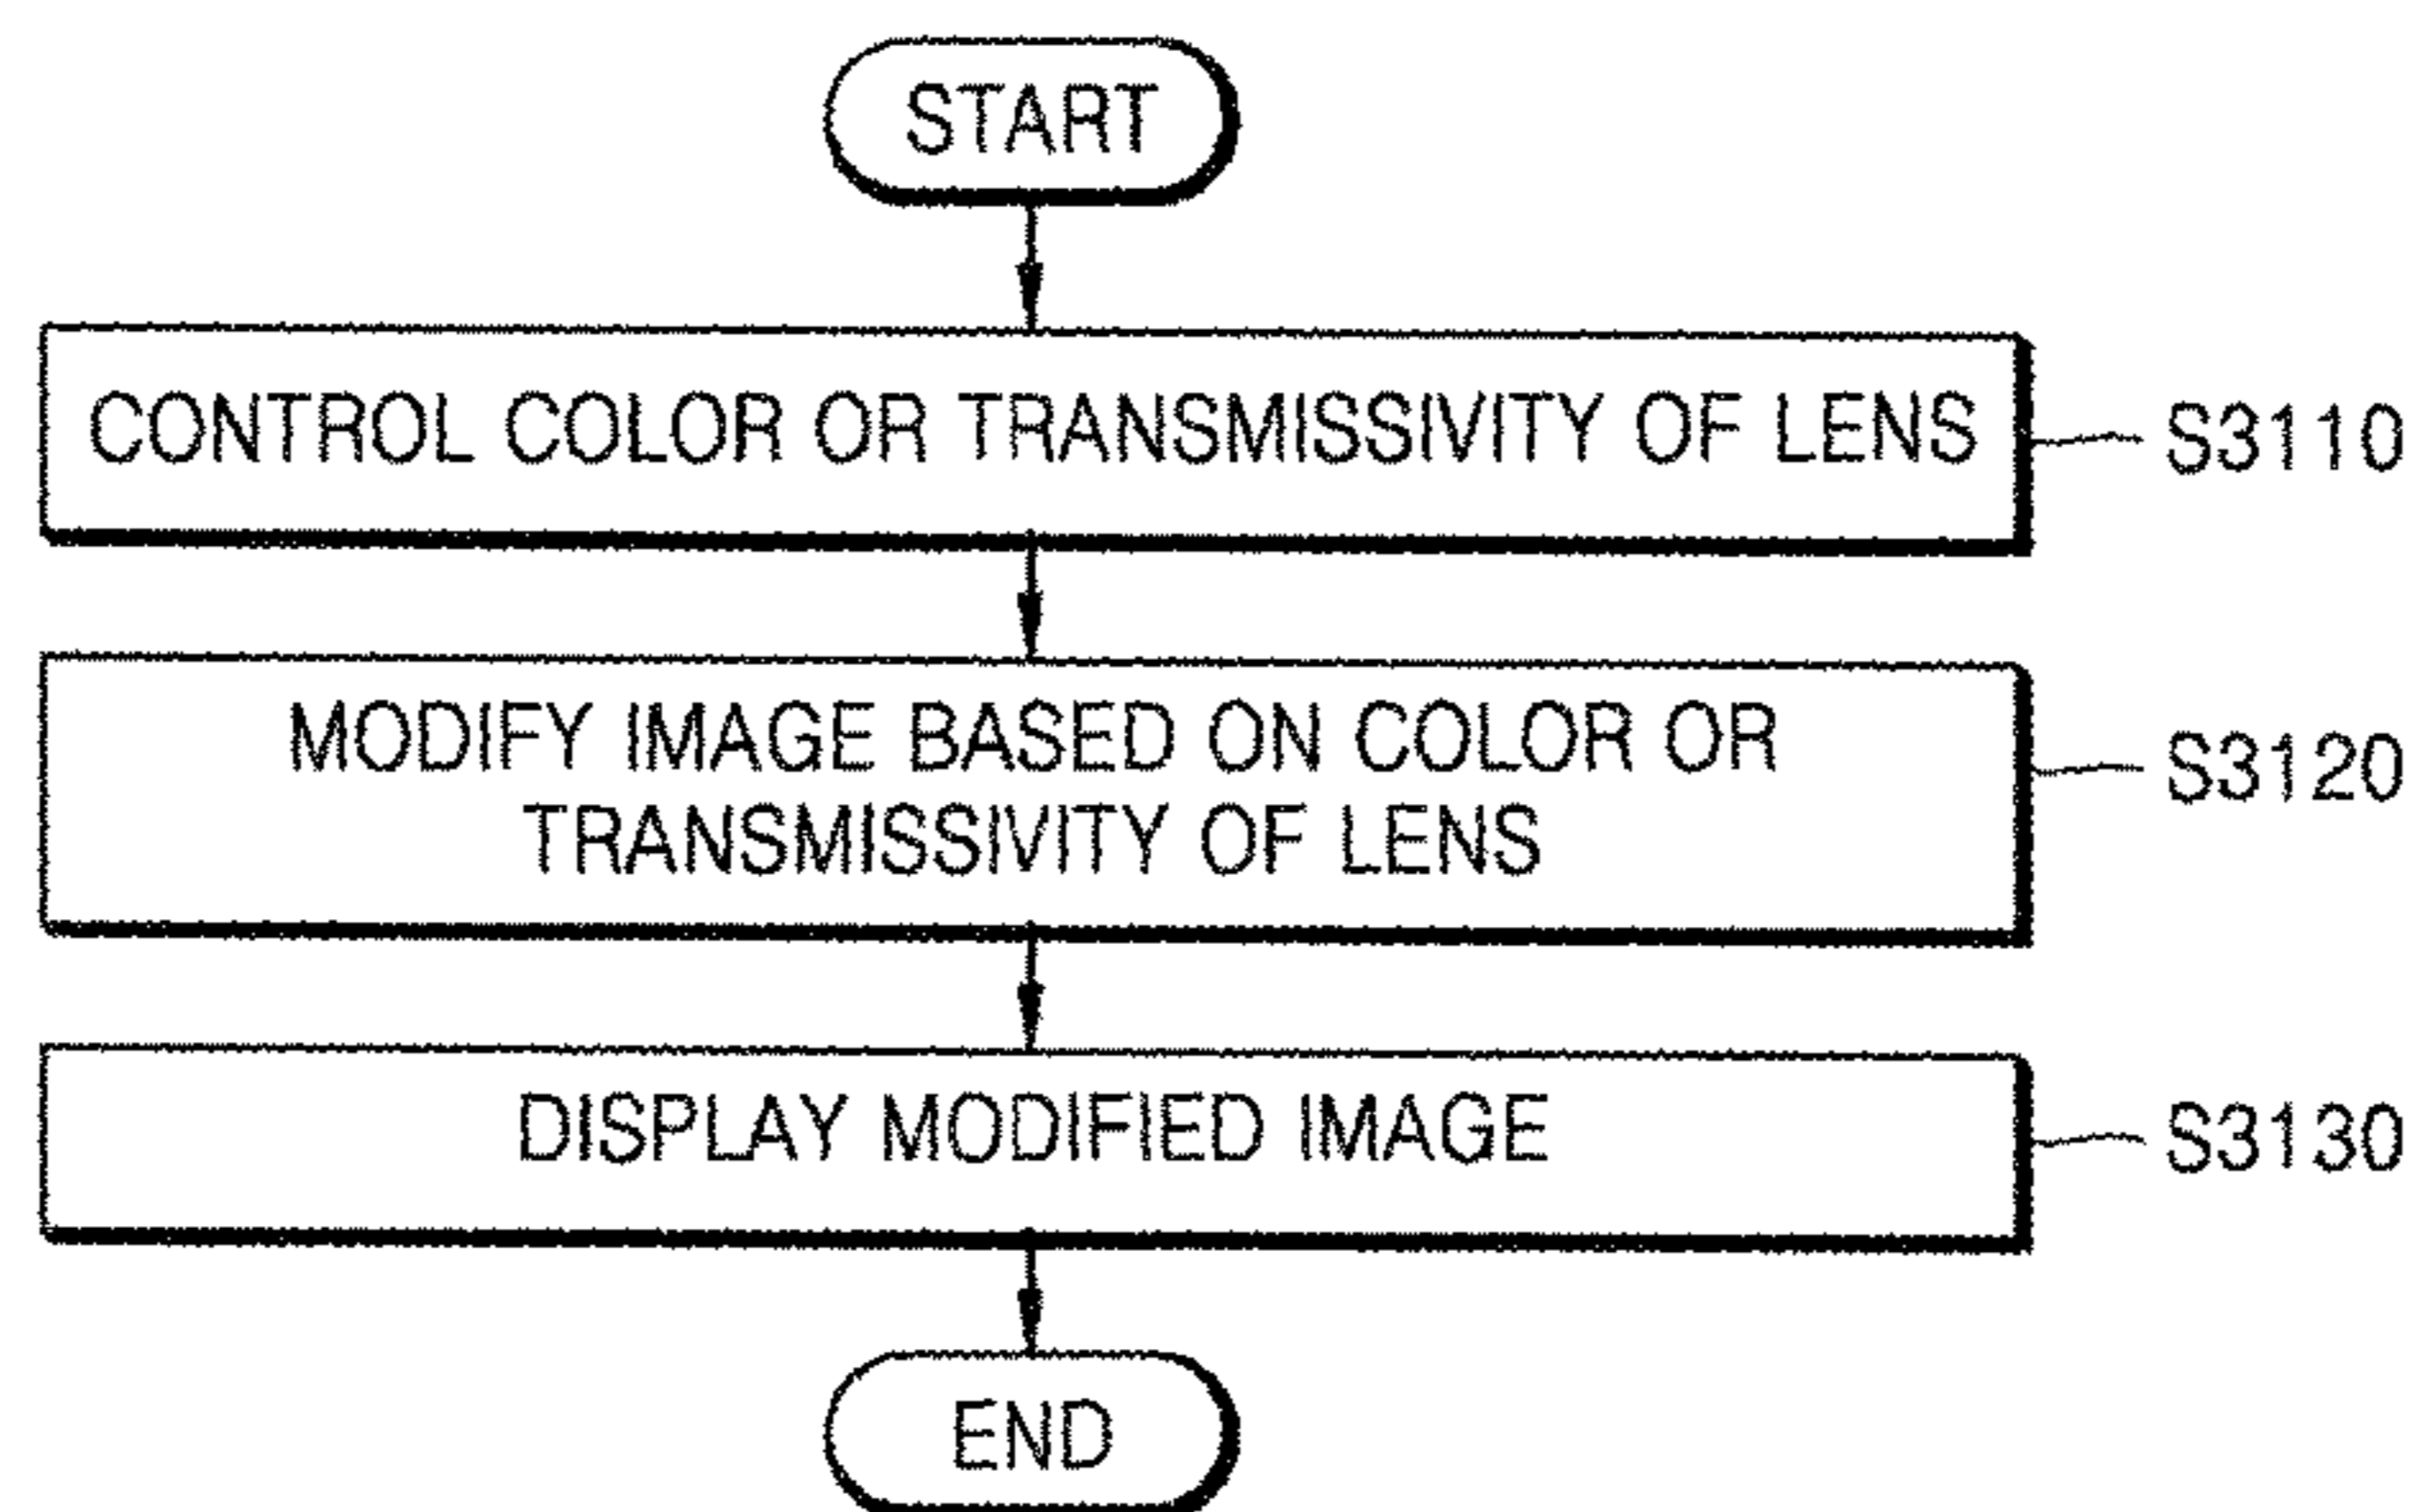 START
CONTROL COLOR OR TRANSMISSIVITY OF LENS
S3110
MODIFY IMAGE BASED ON COLOR OR
TRANSMISSIVITY OF LENS
S3120
DISPLAY MODIFIED IMAGE
S3130
END